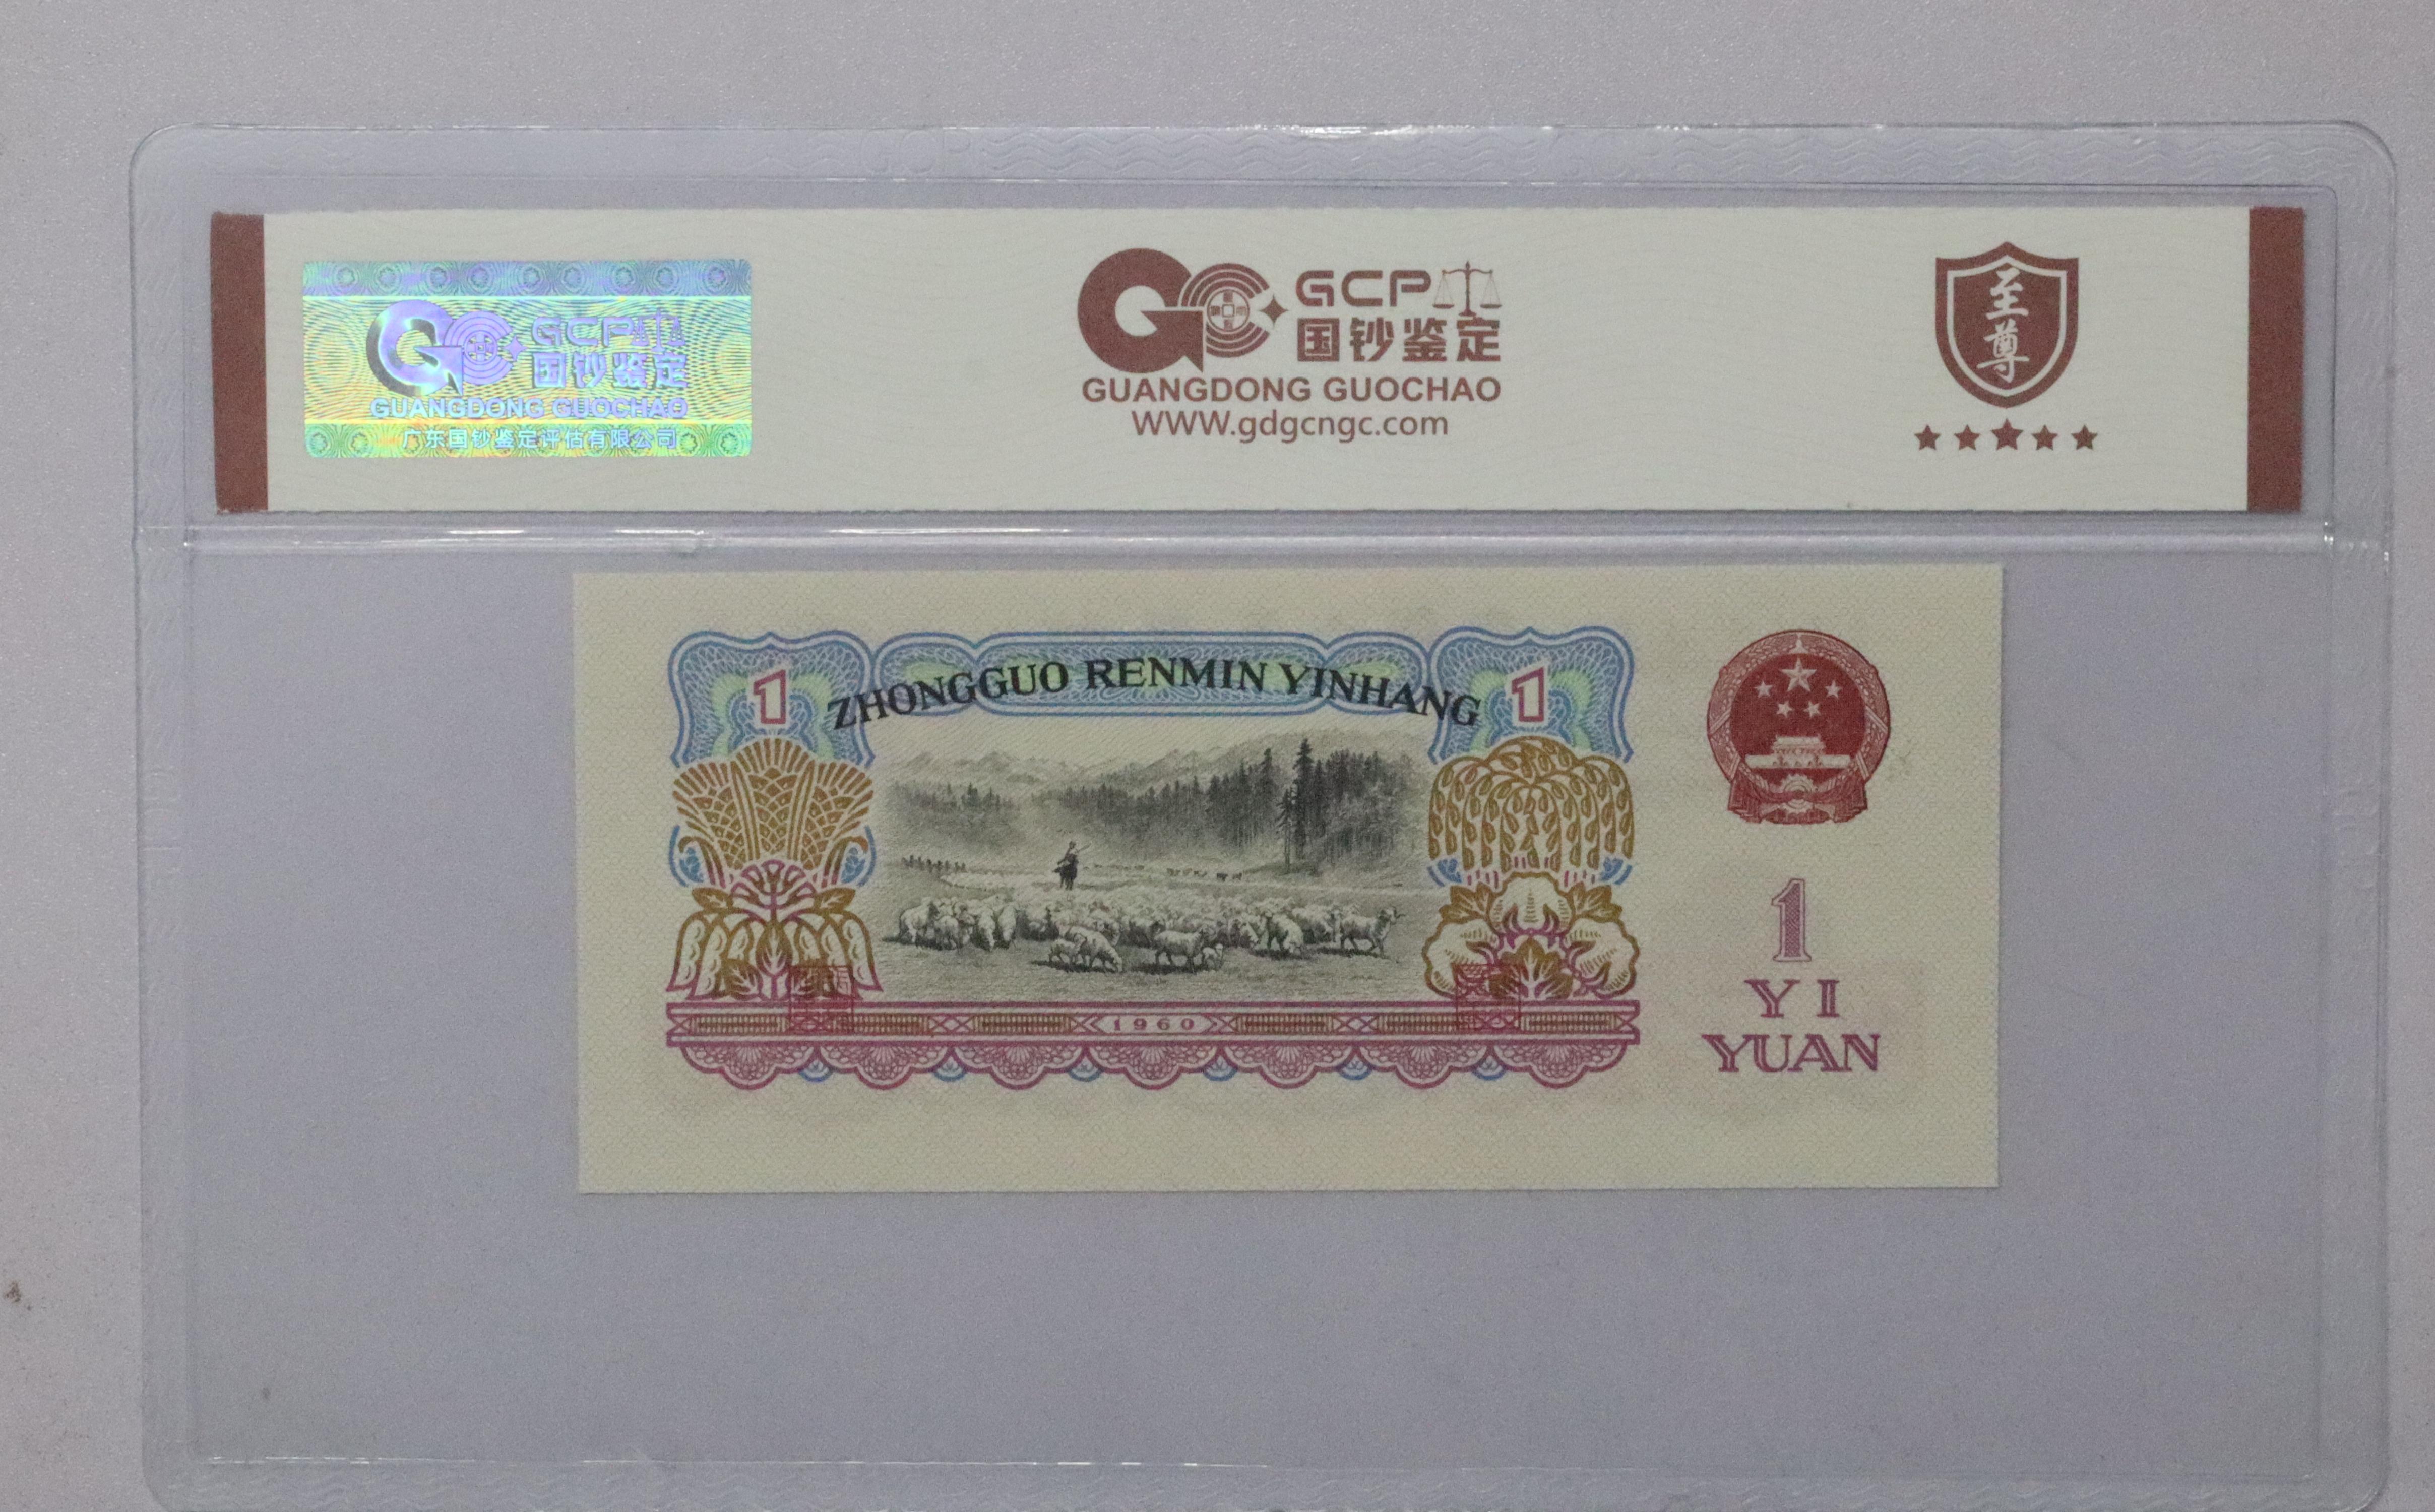 GCP
国钞鉴定
GUANGDONG GUOCHAO
广东国钞鉴定评估有限公司
GCP
国钞鉴定
GUANGDONG GUOCHAO
WWW.gdgcngc.com
至尊
1
ZHONGGUO RENMIN YINHANG
1
1960
1
YI
YUAN